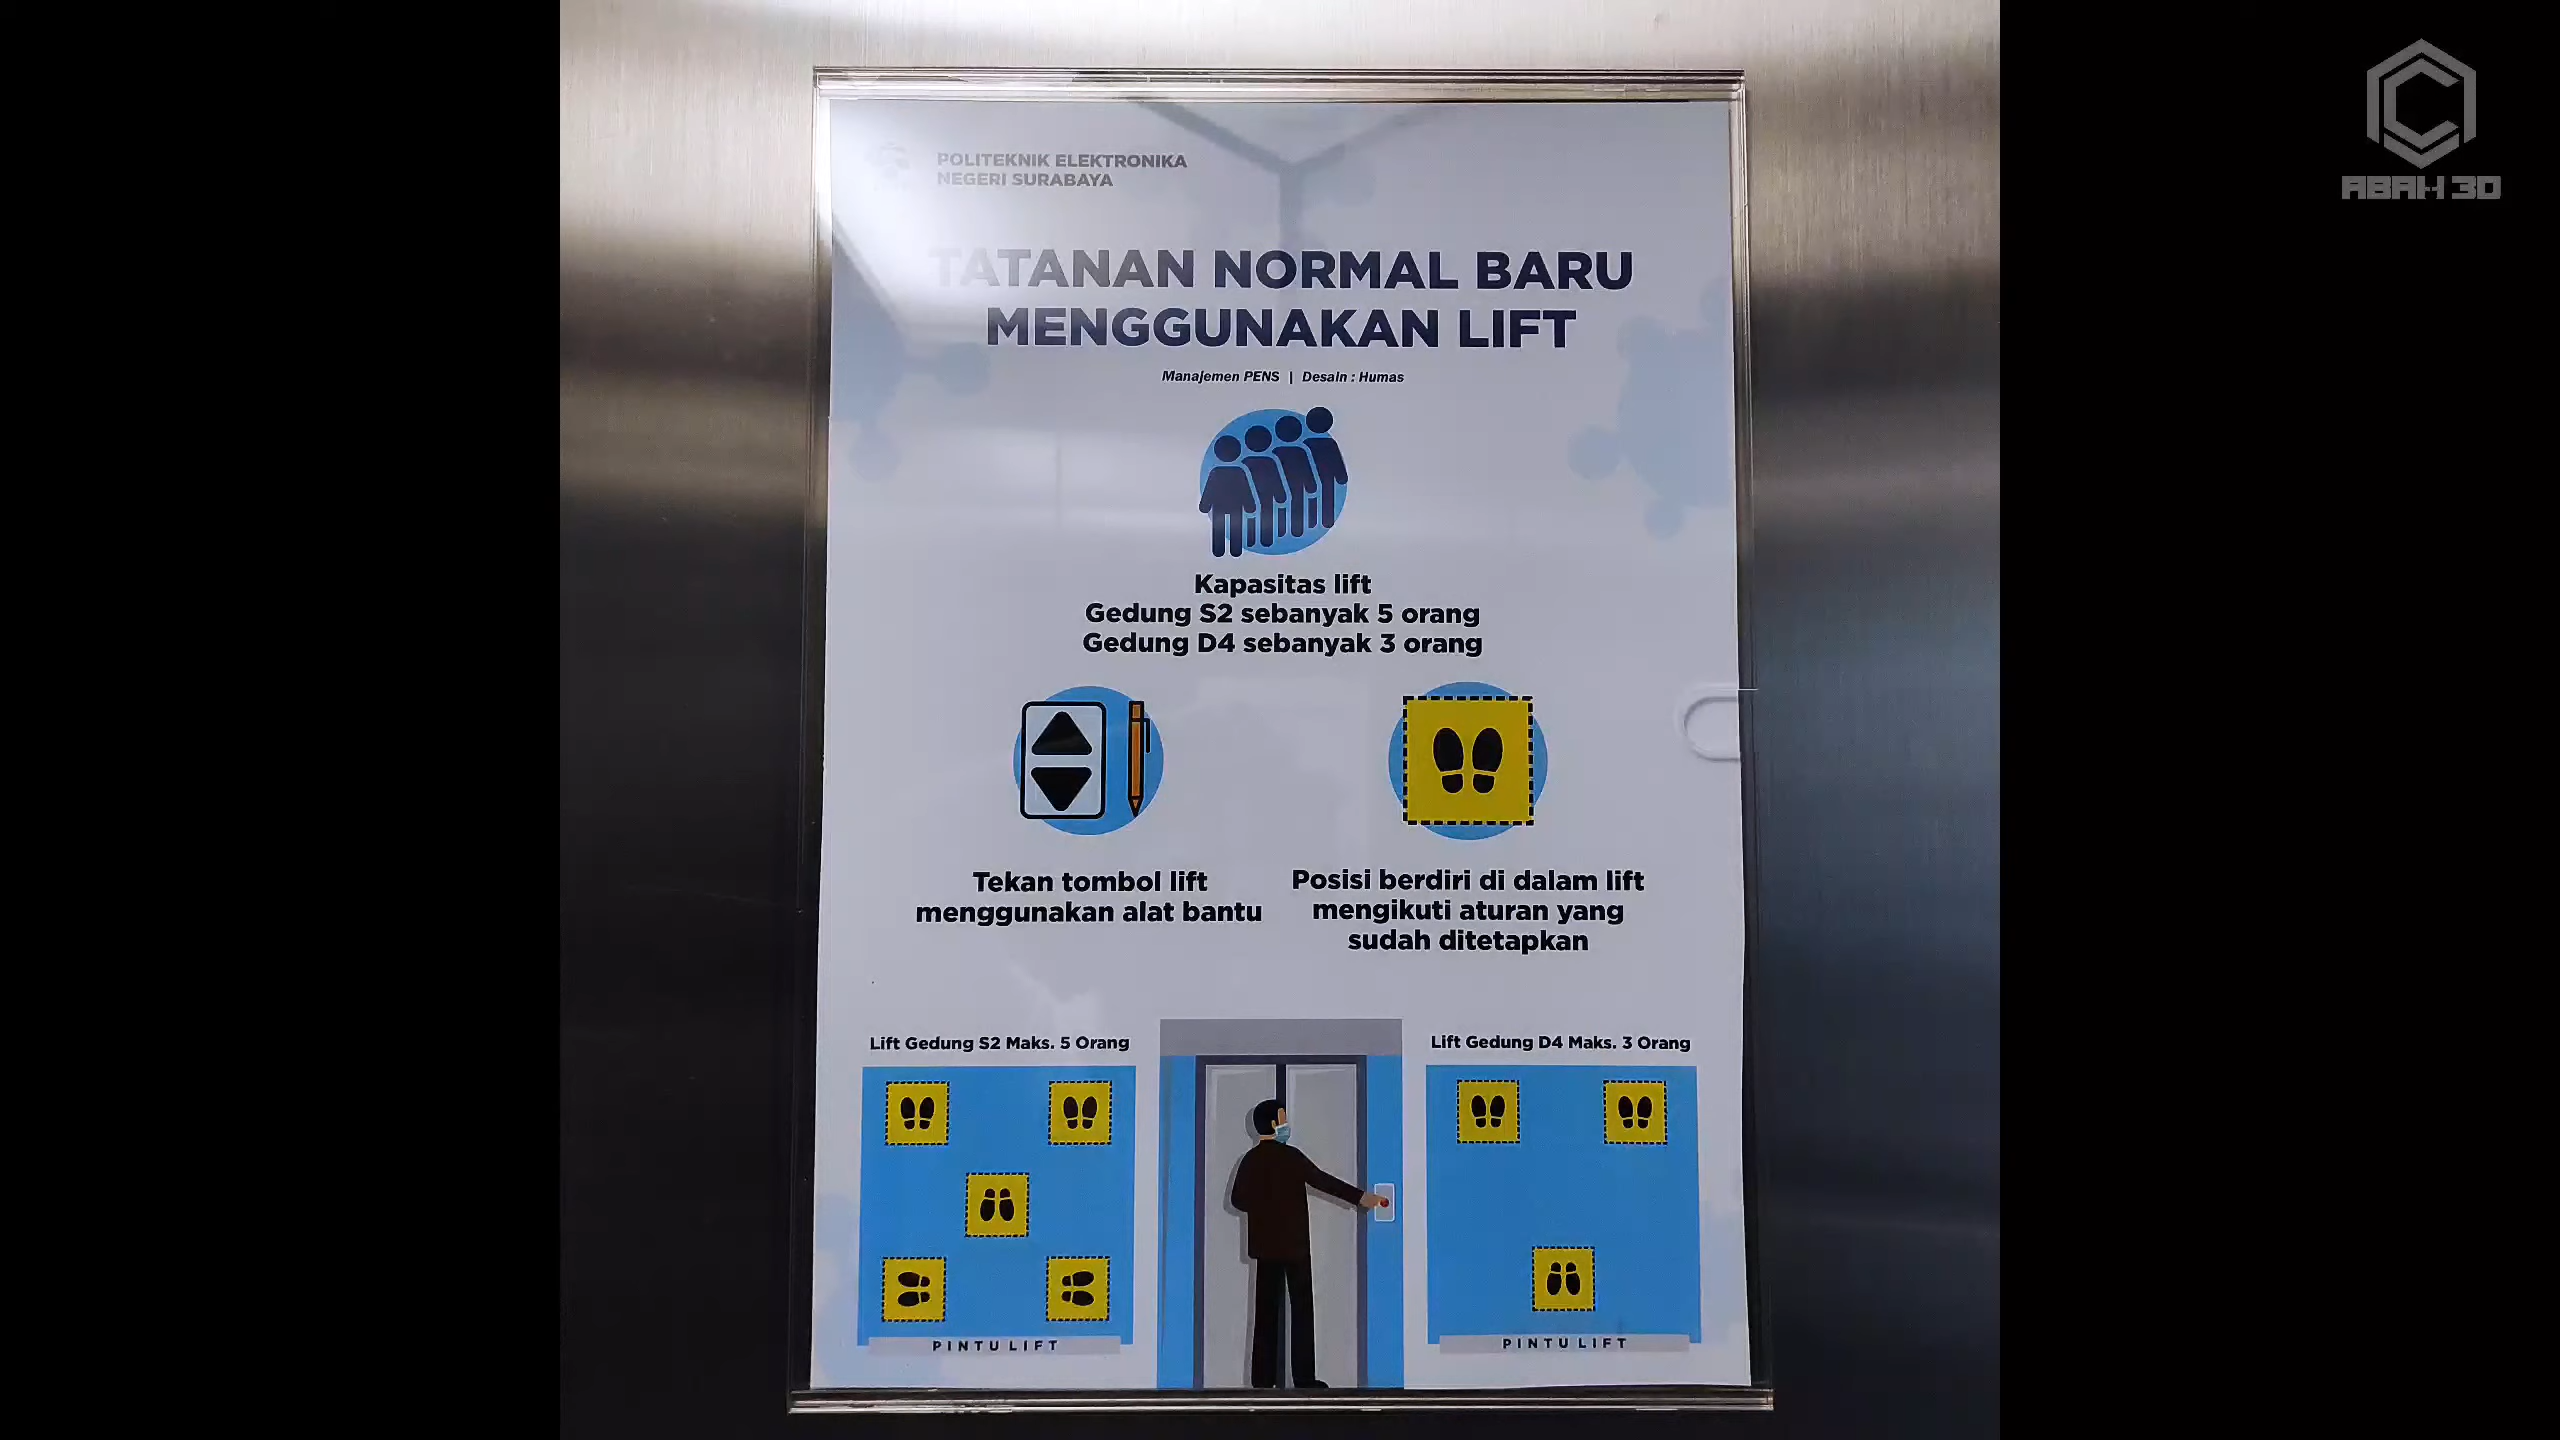 POLITEKNIK ELEKTRONIKA
NEGERI SURABAYA
TATANAN NORMAL BARU
MENGGUNAKAN LIFT
Manajemen PENS | Desain : Humas
Kapasitas lift
Gedung S2 sebanyak 5 orang
Gedung D4 sebanyak 3 orang
Tekan tombol lift
menggunakan alat bantu
Posisi berdiri di dalam lift
mengikuti aturan yang
sudah ditetapkan
Lift Gedung S2 Maks. 5 Orang
PINTU LIFT
Lift Gedung D4 Maks. 3 Orang
PINTU LIFT
ABAH 3D